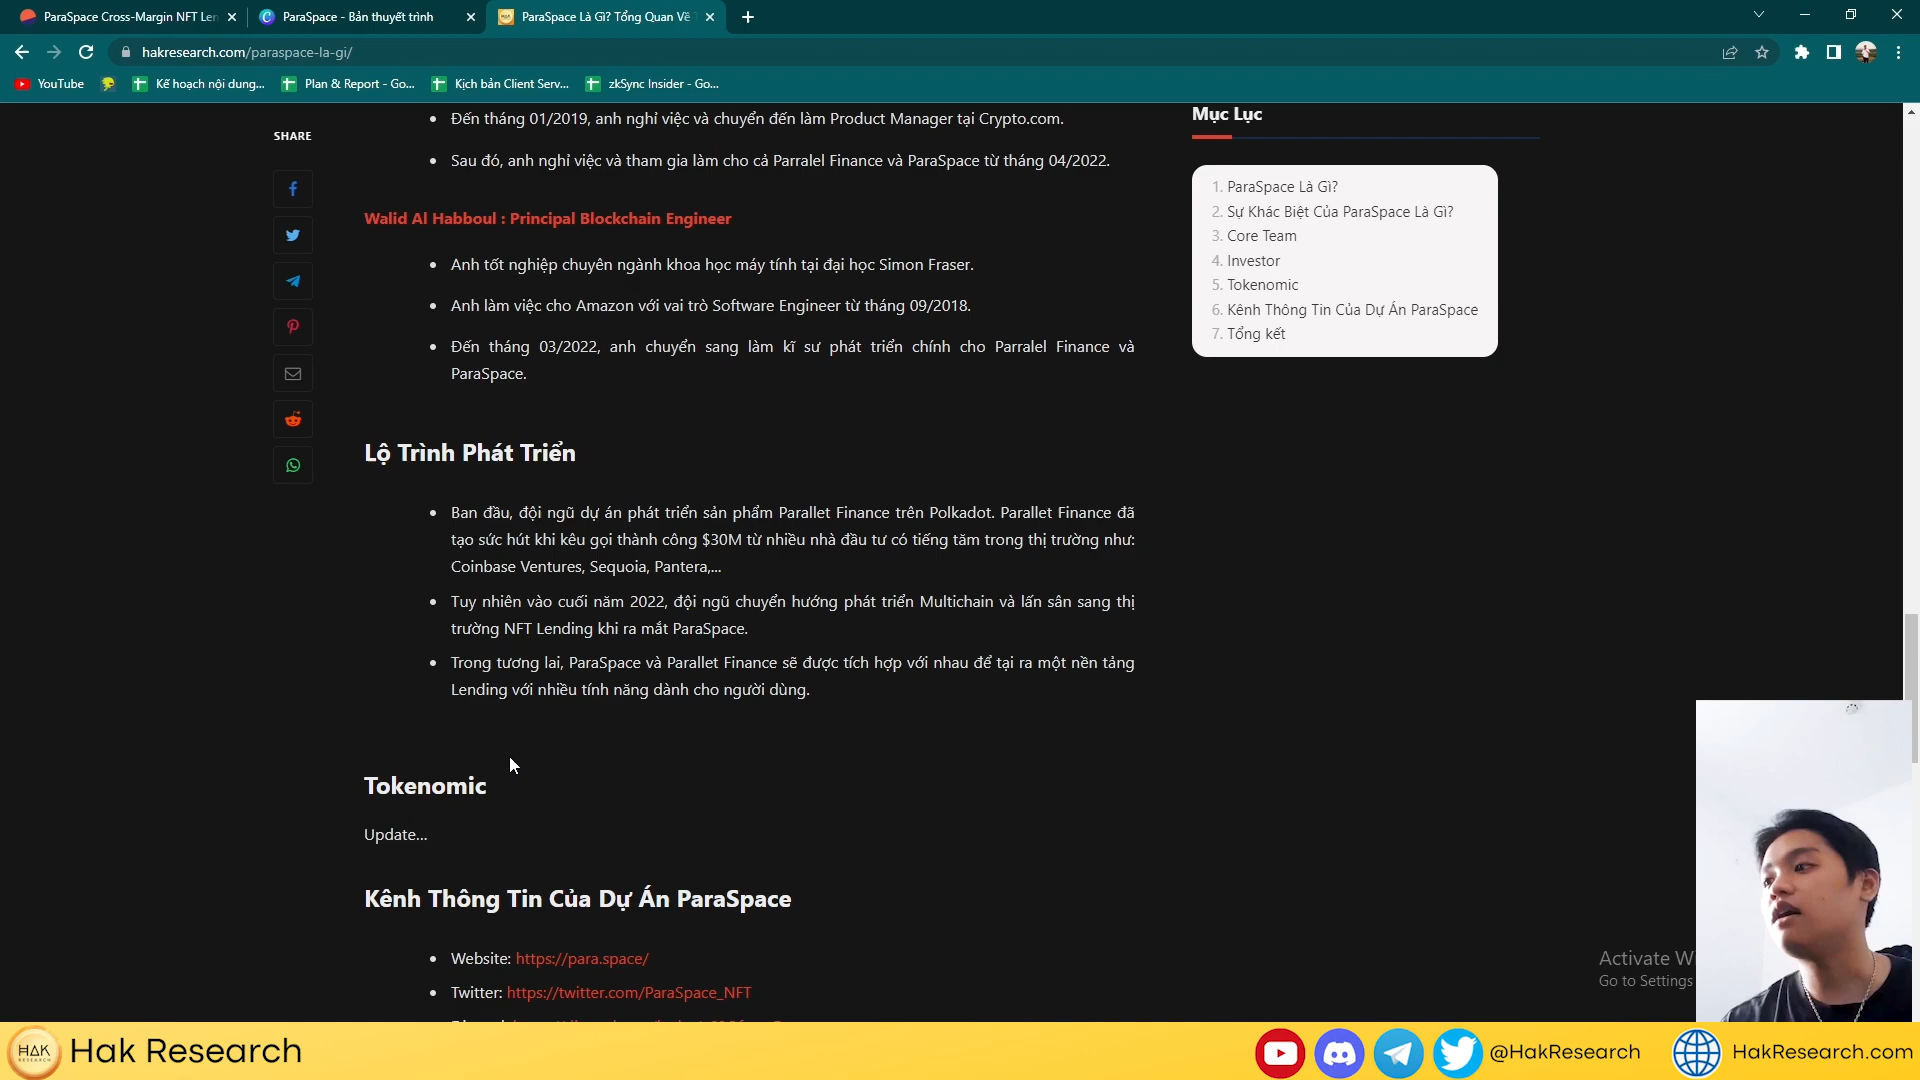 ParaSpace Cross-Margin NFT Len
ParaSpace - Bản thuyết trình
ParaSpace Là Gì? Tổng Quan Về
hakresearch.com/paraspace-la-gi/
YouTube
Kế hoạch nội dung...
Plan & Report - Go...
Kịch bản Client Serv...
zkSync Insider - Go...
SHARE
Đến tháng 01/2019, anh nghỉ việc và chuyển đến làm Product Manager tại Crypto.com.
Sau đó, anh nghỉ việc và tham gia làm cho cả Parralel Finance và ParaSpace từ tháng 04/2022.
Walid Al Habboul : Principal Blockchain Engineer
Anh tốt nghiệp chuyên ngành khoa học máy tính tại đại học Simon Fraser.
Anh làm việc cho Amazon với vai trò Software Engineer từ tháng 09/2018.
Đến tháng 03/2022, anh chuyển sang làm kĩ sư phát triển chính cho Parralel Finance và
ParaSpace.
Lộ Trình Phát Triển
Ban đầu, đội ngũ dự án phát triển sản phẩm Parallet Finance trên Polkadot. Parallet Finance đã
tạo sức hút khi kêu gọi thành công $30M từ nhiều nhà đầu tư có tiếng tăm trong thị trường như:
Coinbase Ventures, Sequoia, Pantera,...
Tuy nhiên vào cuối năm 2022, đội ngũ chuyển hướng phát triển Multichain và lấn sân sang thị
trường NFT Lending khi ra mắt ParaSpace.
Trong tương lai, ParaSpace và Parallet Finance sẽ được tích hợp với nhau để tại ra một nền tảng
Lending với nhiều tính năng dành cho người dùng.
Tokenomic
Update...
Kênh Thông Tin Của Dự Án ParaSpace
Website: https://para.space/
Twitter: https://twitter.com/ParaSpace_NFT
Mục Lục
1. ParaSpace Là Gì?
2. Sự Khác Biệt Của ParaSpace Là Gì?
3. Core Team
4. Investor
5. Tokenomic
6. Kênh Thông Tin Của Dự Án ParaSpace
7. Tổng kết
Activate Wi
Go to Settings
HAK
RESEARCH
Hak Research
@HakResearch
HakResearch.com